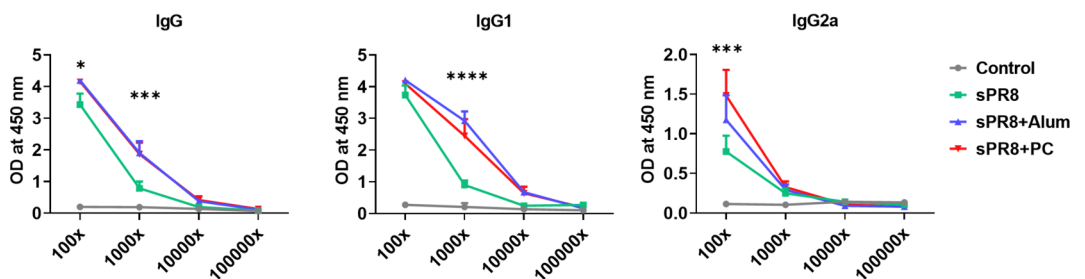 IgG
OD at 450 nm
5
4
3
2
1
0
*
***
100x
1000x
10000x
100000x
IgG1
OD at 450 nm
5
4
3
2
1
0
****
100x
1000x
10000x
100000x
IgG2a
OD at 450 nm
2.0
1.5
1.0
0.5
0.0
***
100x
1000x
10000x
100000x
Control
sPR8
sPR8+Alum
sPR8+PC